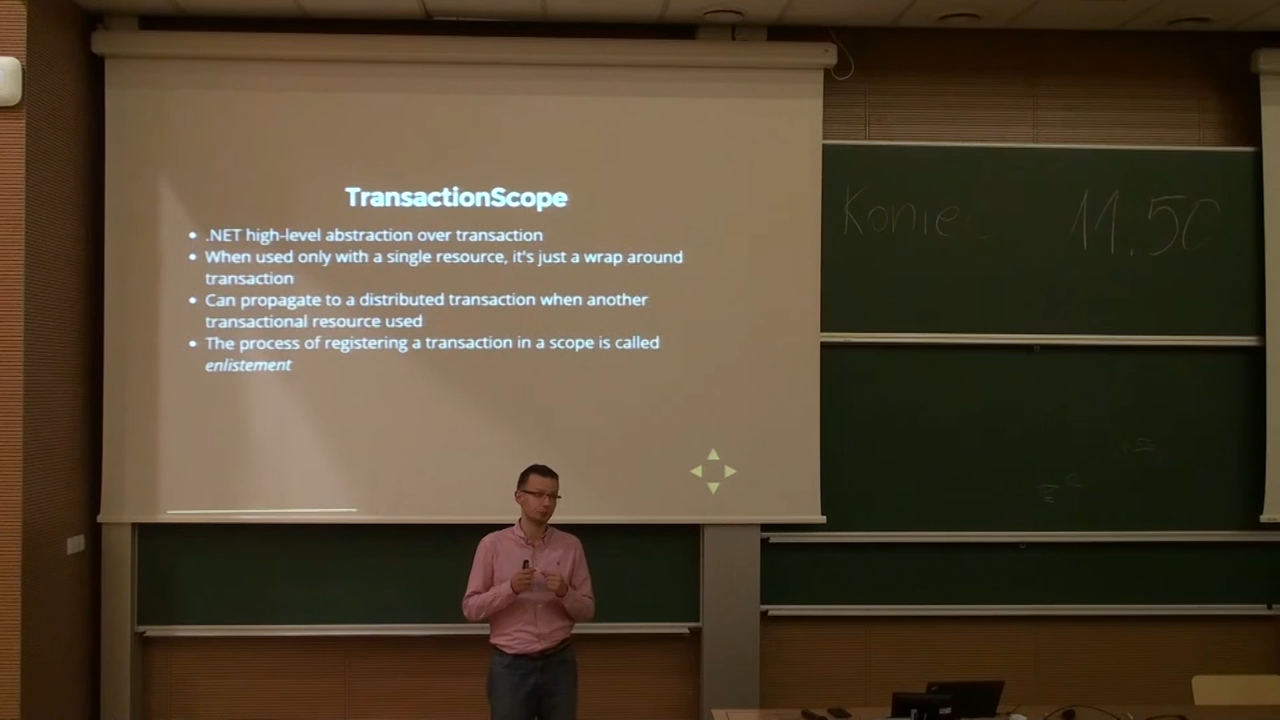 TransactionScope
.NET high-level abstraction over transaction
When used only with a single resource, it's just a wrap around
transaction
Can propagate to a distributed transaction when another
transactional resource used
The process of registering a transaction in a scope is called
enlistement
Koniec 11.50